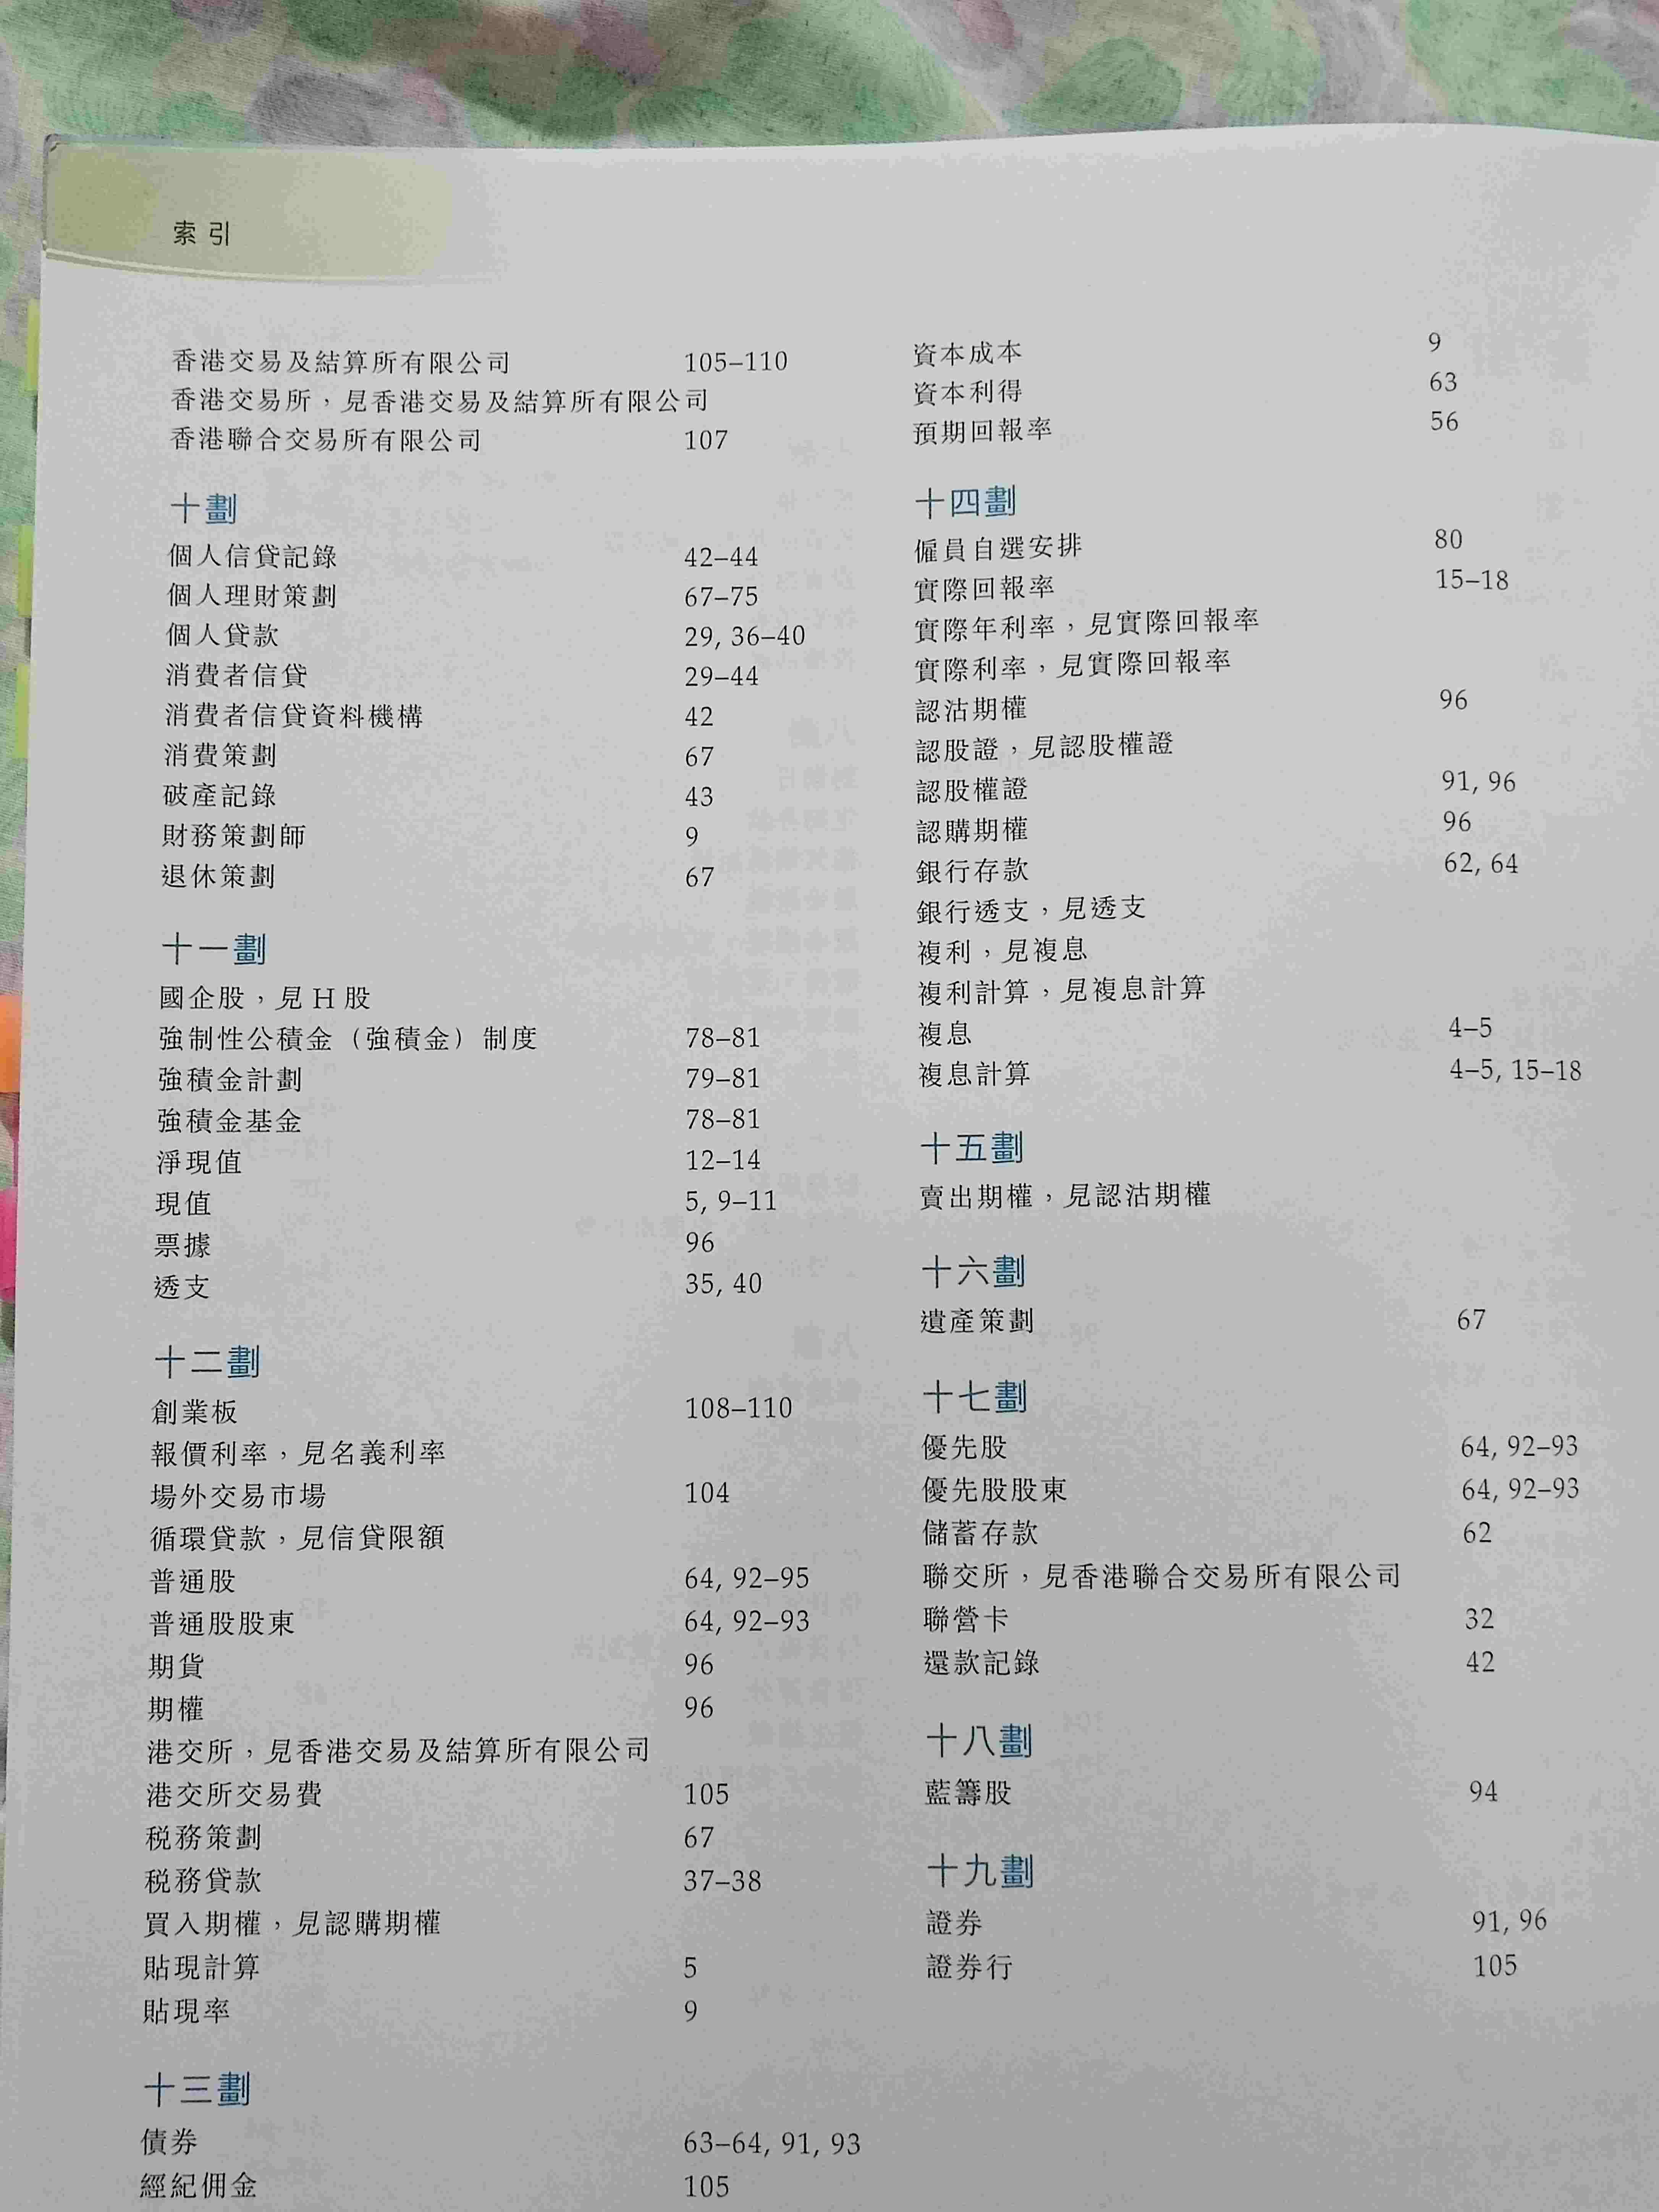 索引
香港交易及結算所有限公司 105–110
香港交易所，見香港交易及結算所有限公司
香港聯合交易所有限公司 107
十劃
個人信貸記錄 42–44
個人理財策劃 67–75
個人貸款 29, 36–40
消費者信貸 29–44
消費者信貸資料機構 42
消費策劃 67
破產記錄 43
財務策劃師 9
退休策劃 67
十一劃
國企股，見 H 股
強制性公積金（強積金）制度 78–81
強積金計劃 79–81
強積金基金 78–81
淨現值 12–14
現值 5, 9–11
票據 96
透支 35, 40
十二劃
創業板 108–110
報價利率，見名義利率
場外交易市場 104
循環貸款，見信貸限額
普通股 64, 92–95
普通股股東 64, 92–93
期貨 96
期權 96
港交所，見香港交易及結算所有限公司
港交所交易費 105
税務策劃 67
税務貸款 37–38
買入期權，見認購期權
貼現計算 5
貼現率 9
十三劃
債券 63–64, 91, 93
經紀佣金 105
資本成本 9
資本利得 63
預期回報率 56
十四劃
僱員自選安排 80
實際回報率 15–18
實際年利率，見實際回報率
實際利率，見實際回報率
認沽期權 96
認股證，見認股權證
認股權證 91, 96
認購期權 96
銀行存款 62, 64
銀行透支，見透支
複利，見複息
複利計算，見複息計算
複息 4–5
複息計算 4–5, 15–18
十五劃
賣出期權，見認沽期權
十六劃
遺產策劃 67
十七劃
優先股 64, 92–93
優先股股東 64, 92–93
儲蓄存款 62
聯交所，見香港聯合交易所有限公司
聯營卡 32
還款記錄 42
十八劃
藍籌股 94
十九劃
證券 91, 96
證券行 105